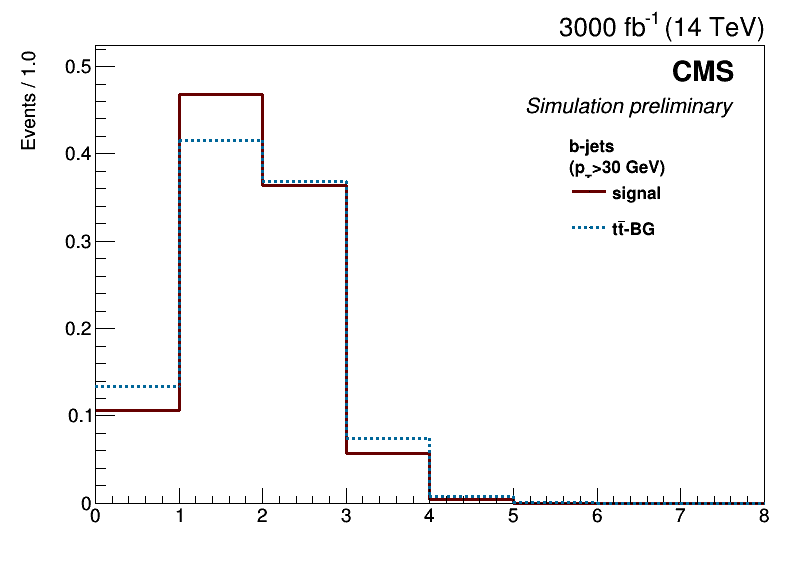 3000 fb⁻¹ (14 TeV)
CMS
Simulation preliminary
Events / 1.0
b-jets
(p_T>30 GeV)
signal
tt̄-BG
0.5
0.4
0.3
0.2
0.1
0
0 1 2 3 4 5 6 7 8